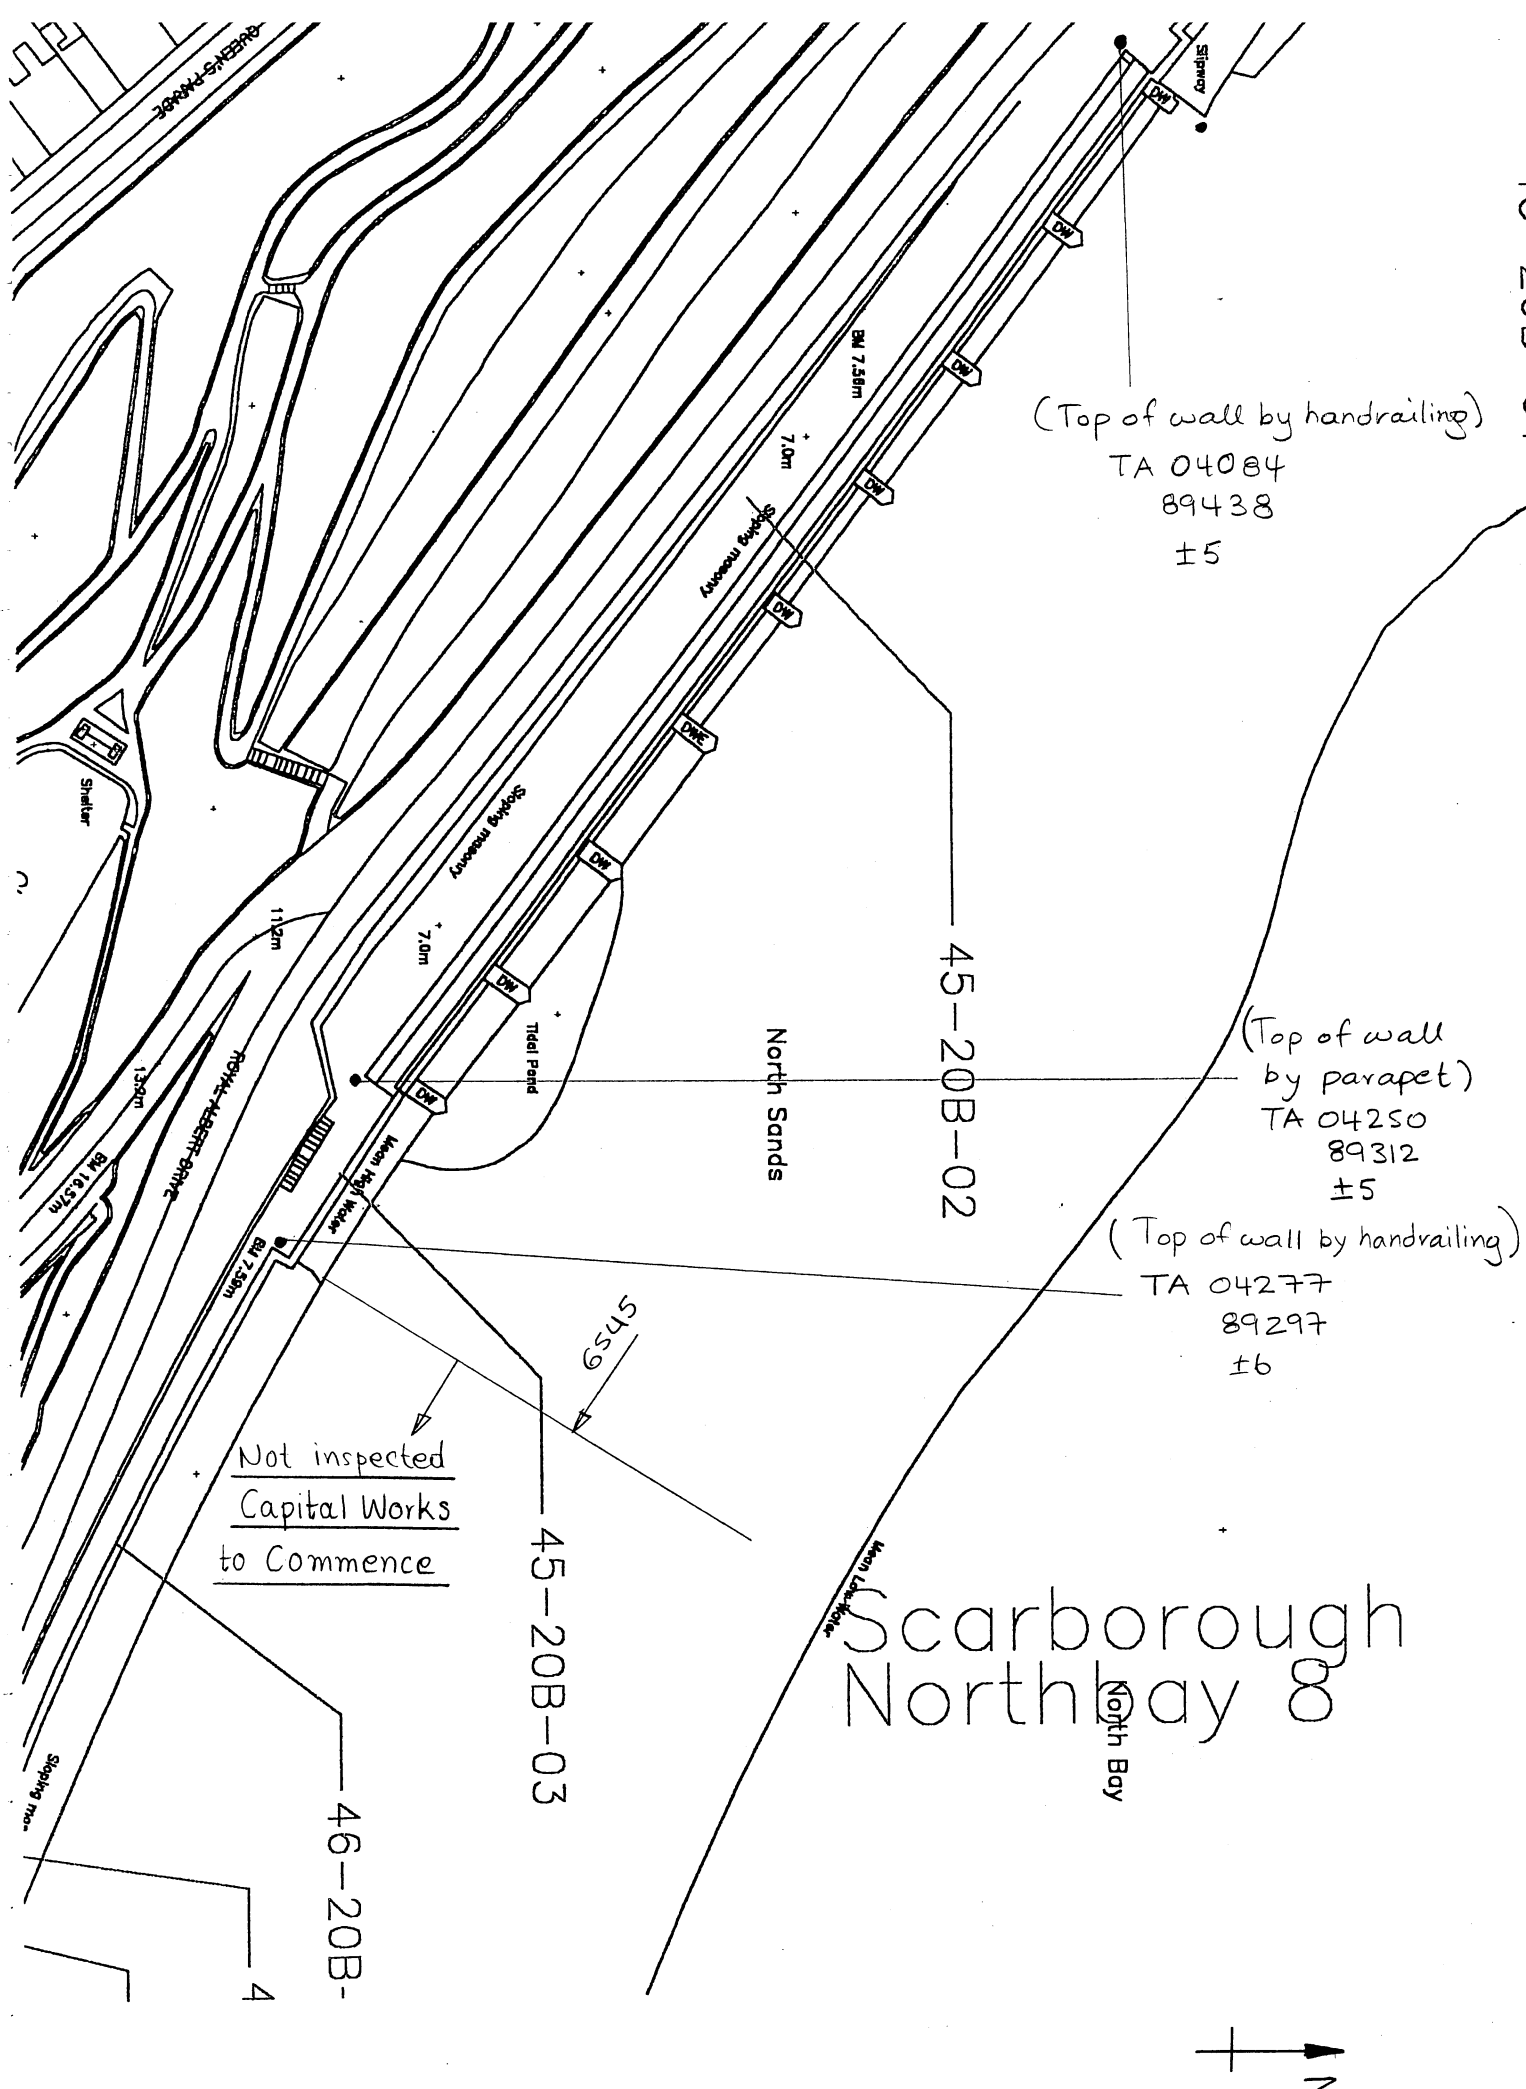 QUEEN'S PARADE
Slipway
DW
DW
BM 7.56m
DW
(Top of wall by handrailing)
TA 04084
89438
±5
7.0m
DW
Sloping masonry
DW
DWE
Shelter
Sloping masonry
DW
11.2m
7.0m
45-20B-02
DW
Tidal Pond
North Sands
(Top of wall
by parapet)
TA 04250
89312
±5
13.9m
ROYAL ALBERT DRIVE
DW
Mean High Water
BM 16.57m
BM 7.59m
(Top of wall by handrailing)
TA 04277
89297
±6
6545
Not inspected
Capital Works
to Commence
45-20B-03
Mean Low Water
Scarborough
Northbay 8
North Bay
Sloping mas
46-20B-
4